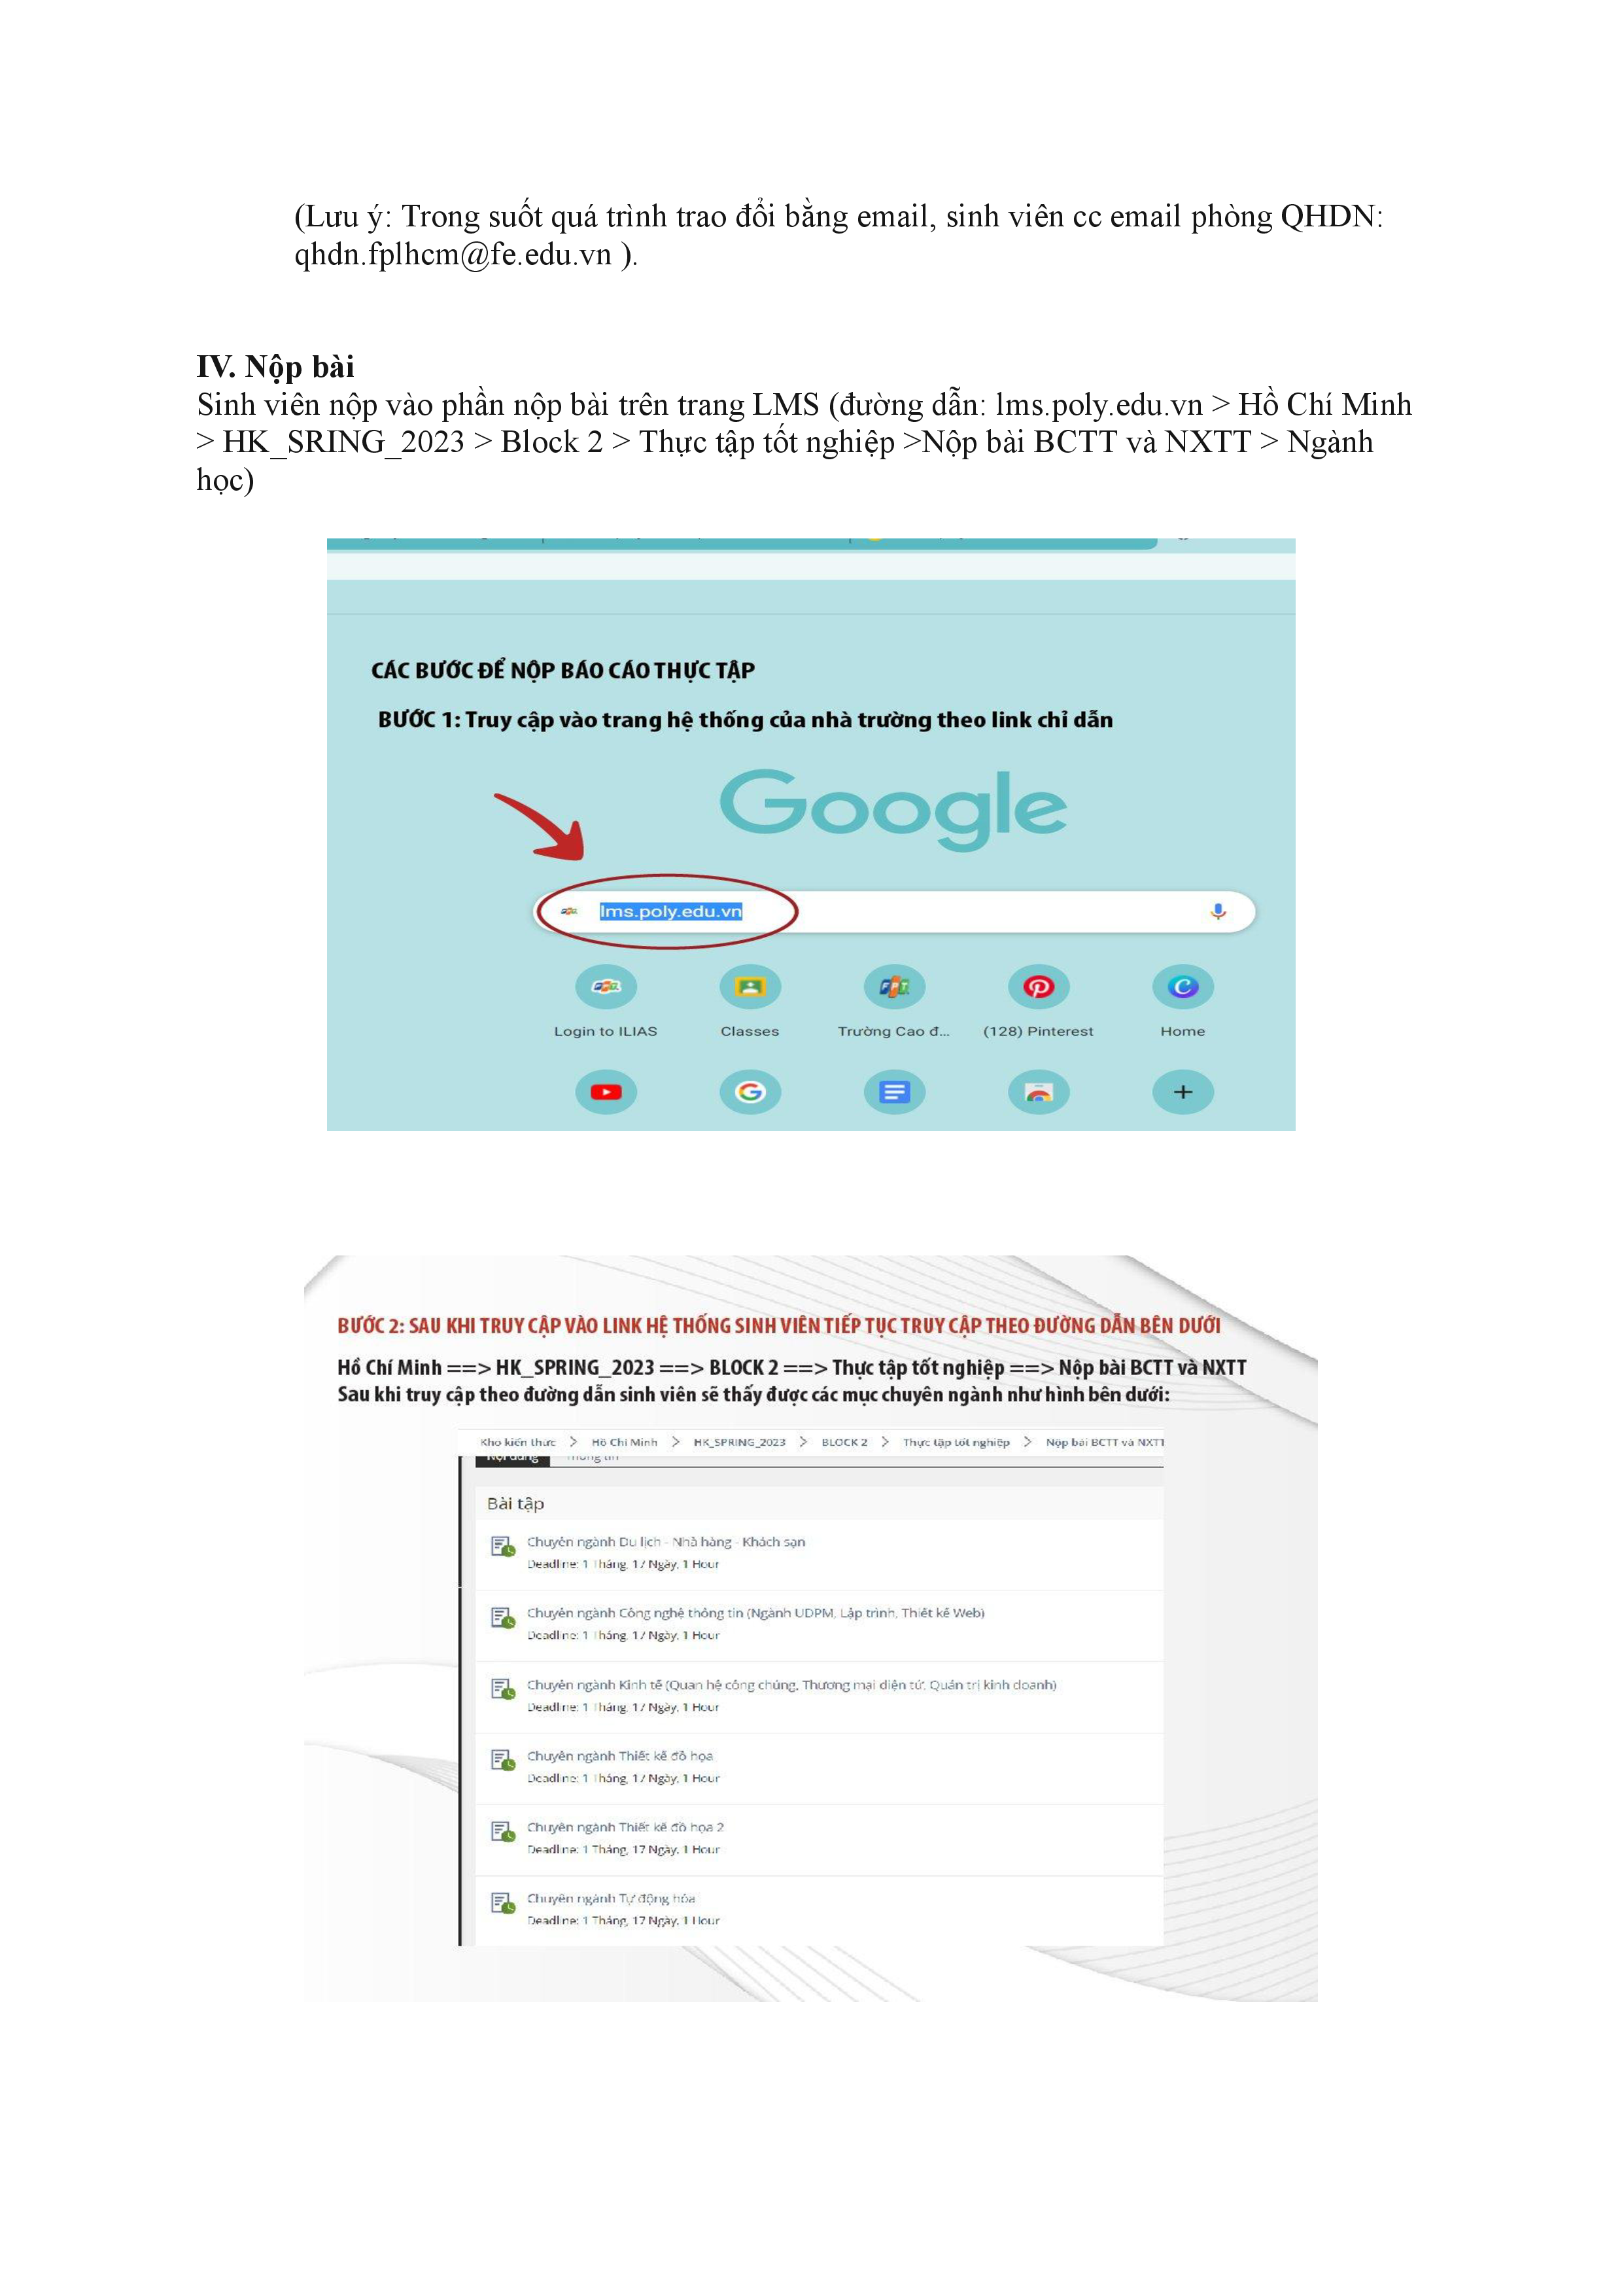 (Lưu ý: Trong suốt quá trình trao đổi bằng email, sinh viên cc email phòng QHDN:
qhdn.fplhcm@fe.edu.vn ).
IV. Nộp bài
Sinh viên nộp vào phần nộp bài trên trang LMS (đường dẫn: lms.poly.edu.vn > Hồ Chí Minh
> HK_SRING_2023 > Block 2 > Thực tập tốt nghiệp >Nộp bài BCTT và NXTT > Ngành
học)
CÁC BƯỚC ĐỂ NỘP BÁO CÁO THỰC TẬP
BƯỚC 1: Truy cập vào trang hệ thống của nhà trường theo link chỉ dẫn
Google
lms.poly.edu.vn
FPT
Login to ILIAS Classes Trường Cao đ... (128) Pinterest Home
BƯỚC 2: SAU KHI TRUY CẬP VÀO LINK HỆ THỐNG SINH VIÊN TIẾP TỤC TRUY CẬP THEO ĐƯỜNG DẪN BÊN DƯỚI
Hồ Chí Minh ==> HK_SPRING_2023 ==> BLOCK 2 ==> Thực tập tốt nghiệp ==> Nộp bài BCTT và NXTT
Sau khi truy cập theo đường dẫn sinh viên sẽ thấy được các mục chuyên ngành như hình bên dưới:
Kho kiến thức > Hồ Chí Minh > HK_SPRING_2023 > BLOCK 2 > Thực tập tốt nghiệp > Nộp bài BCTT và NXTT
Nội dung Thông tin
Bài tập
Chuyên ngành Du lịch - Nhà hàng - Khách sạn
Deadline: 1 Tháng, 17 Ngày, 1 Hour
Chuyên ngành Công nghệ thông tin (Ngành UDPM, Lập trình, Thiết kế Web)
Deadline: 1 Tháng, 17 Ngày, 1 Hour
Chuyên ngành Kinh tế (Quan hệ công chúng, Thương mại điện tử, Quản trị kinh doanh)
Deadline: 1 Tháng, 17 Ngày, 1 Hour
Chuyên ngành Thiết kế đồ họa
Deadline: 1 Tháng, 17 Ngày, 1 Hour
Chuyên ngành Thiết kế đồ họa 2
Deadline: 1 Tháng, 17 Ngày, 1 Hour
Chuyên ngành Tự động hóa
Deadline: 1 Tháng, 17 Ngày, 1 Hour